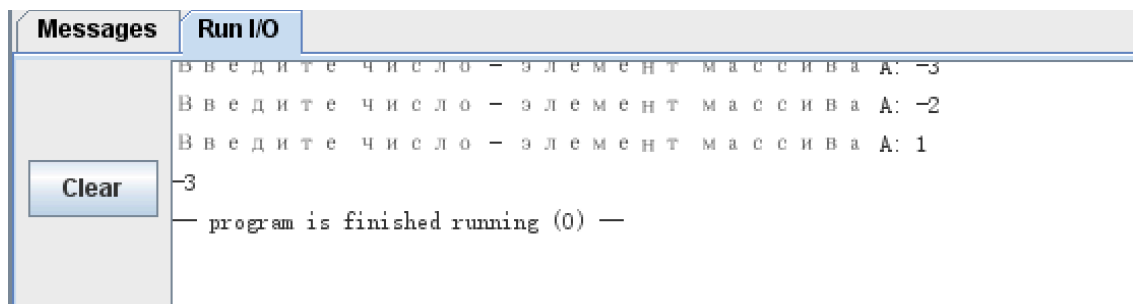 Messages Run I/O
Введите число - элемент массива A: -3
Введите число - элемент массива A: -2
Введите число - элемент массива A: 1
Clear
-3
-- program is finished running (0) --